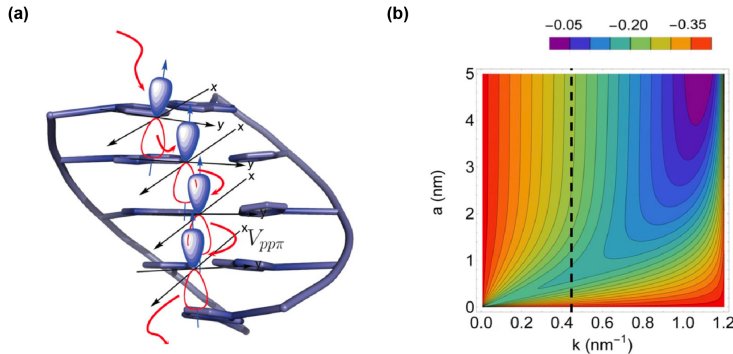 (a)
x
y
x
y
x
y
x
V_{ppπ}
y
(b)
−0.05 −0.20 −0.35
5
4
3
2
1
0
a (nm)
0.0 0.2 0.4 0.6 0.8 1.0 1.2
k (nm⁻¹)